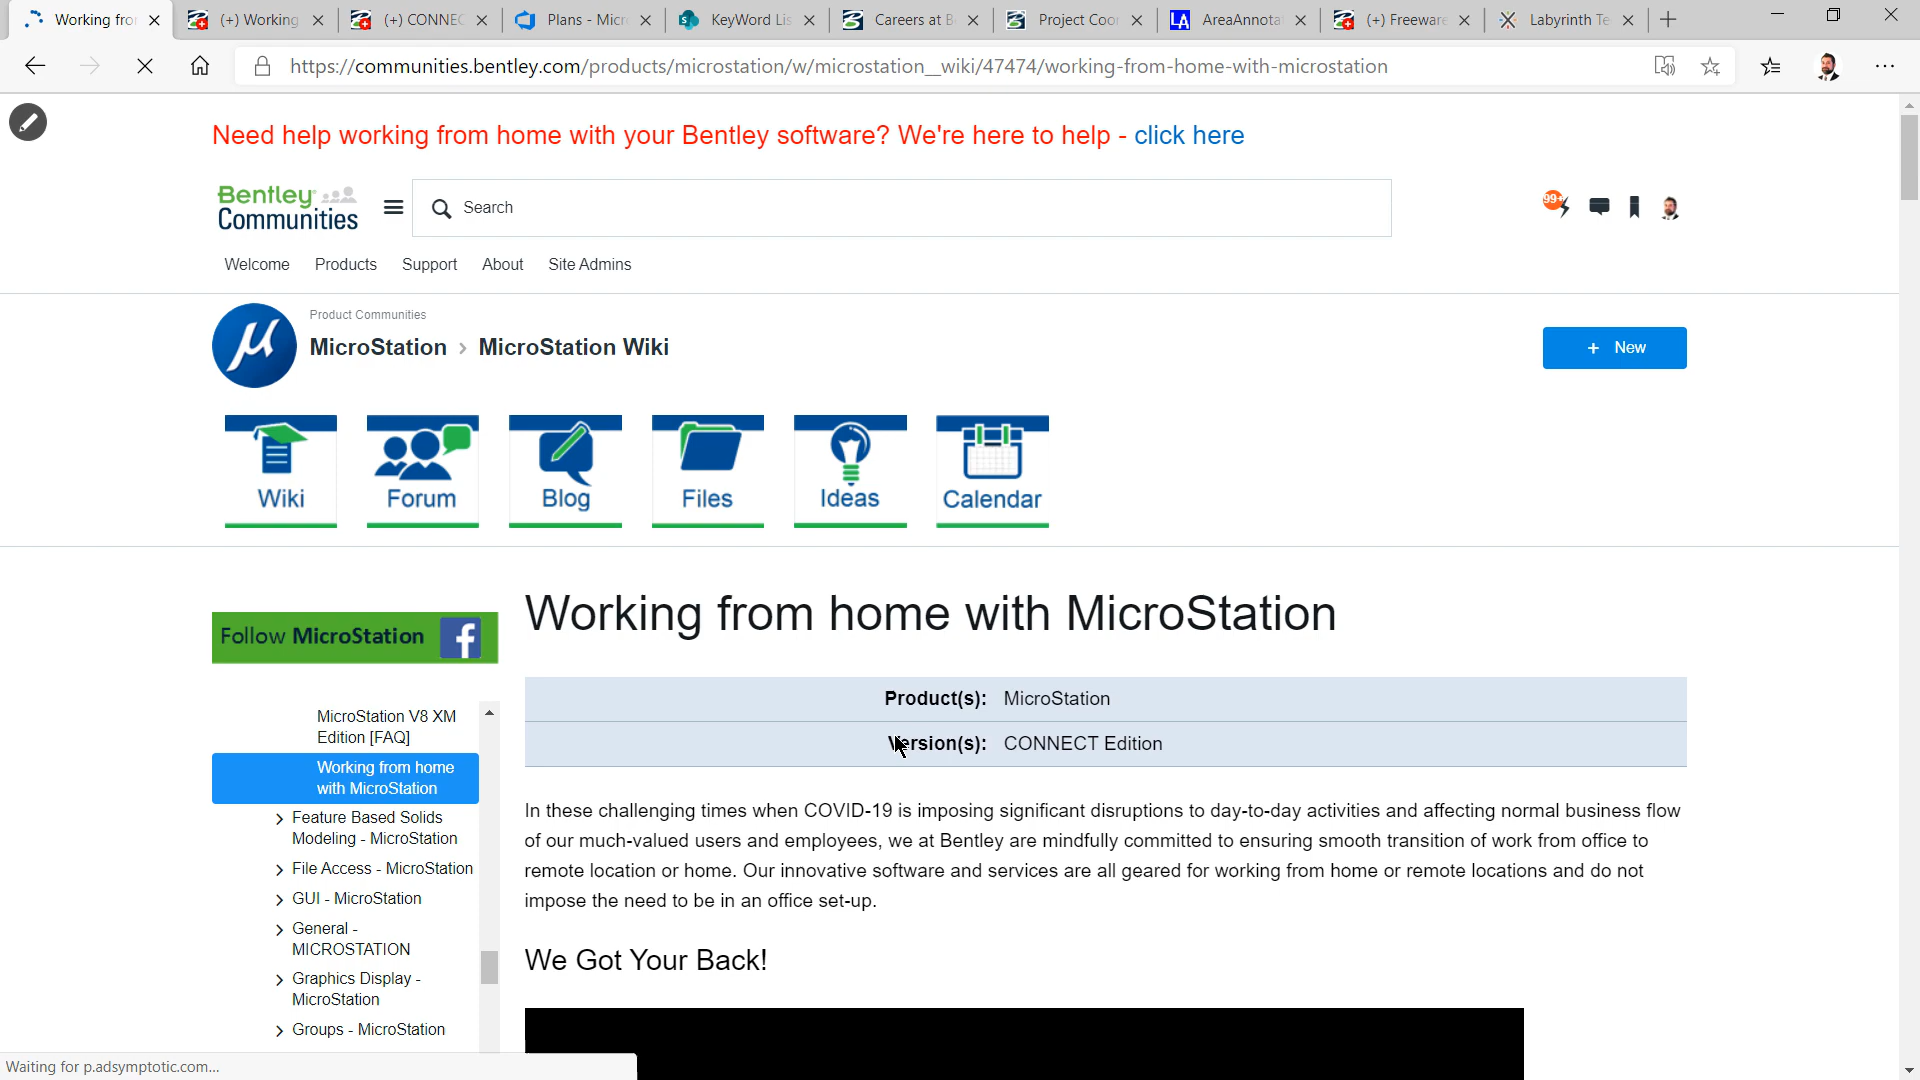 Working fror
(+) Working
(+) CONNEC
Plans - Micr
KeyWord Lis
Careers at B
Project Coor
LA AreaAnnota
(+) Freeware
Labyrinth Te
https://communities.bentley.com/products/microstation/w/microstation__wiki/47474/working-from-home-with-microstation
Need help working from home with your Bentley software? We're here to help - click here
Bentley
Communities
Search
99+
Welcome Products Support About Site Admins
Product Communities
MicroStation > MicroStation Wiki
+ New
Wiki
Forum
Blog
Files
Ideas
Calendar
Follow MicroStation
MicroStation V8 XM
Edition [FAQ]
Working from home
with MicroStation
Feature Based Solids
Modeling - MicroStation
File Access - MicroStation
GUI - MicroStation
General -
MICROSTATION
Graphics Display -
MicroStation
Groups - MicroStation
Working from home with MicroStation
Product(s): MicroStation
Version(s): CONNECT Edition
In these challenging times when COVID-19 is imposing significant disruptions to day-to-day activities and affecting normal business flow
of our much-valued users and employees, we at Bentley are mindfully committed to ensuring smooth transition of work from office to
remote location or home. Our innovative software and services are all geared for working from home or remote locations and do not
impose the need to be in an office set-up.
We Got Your Back!
Waiting for p.adsymptotic.com...